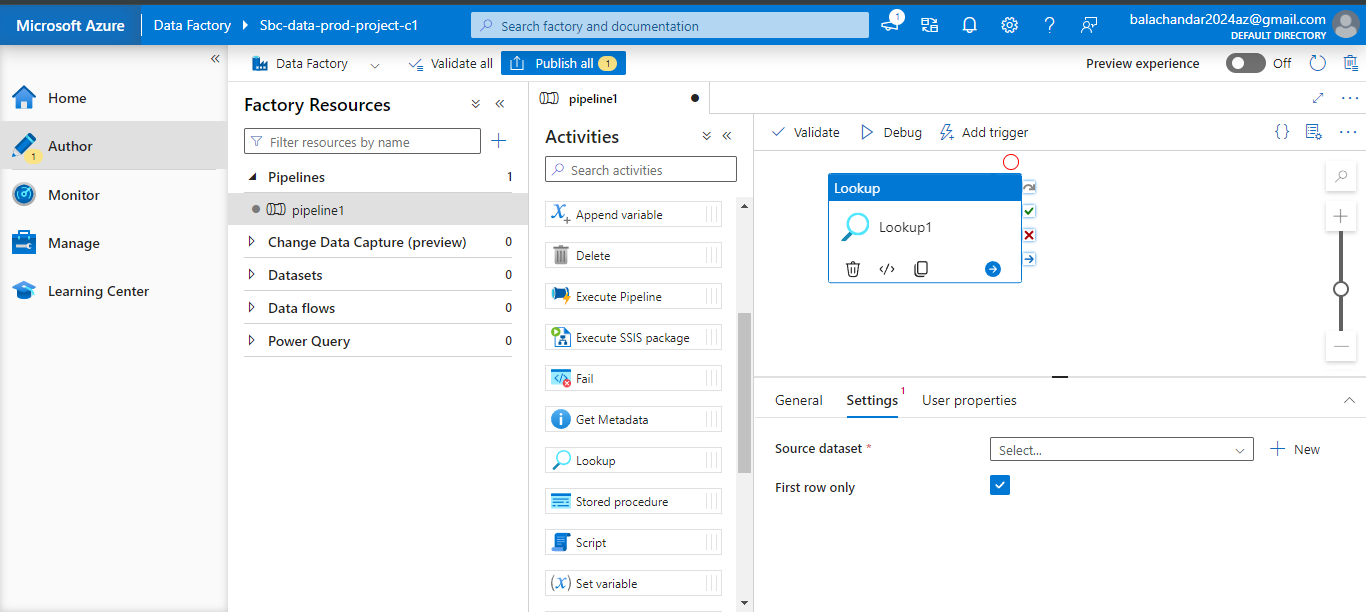 Microsoft Azure
Data Factory
Sbc-data-prod-project-c1
Search factory and documentation
1
balachandar2024az@gmail.com
DEFAULT DIRECTORY
Home
Author
1
Monitor
Manage
Learning Center
Data Factory
Validate all
Publish all
1
Preview experience
Off
Factory Resources
Filter resources by name
Pipelines
1
pipeline1
Change Data Capture (preview)
0
Datasets
0
Data flows
0
Power Query
0
pipeline1
Activities
Search activities
Append variable
Delete
Execute Pipeline
Execute SSIS package
Fail
Get Metadata
Lookup
Stored procedure
Script
Set variable
Validate
Debug
Add trigger
Lookup
Lookup1
General
Settings
1
User properties
Source dataset *
Select...
New
First row only